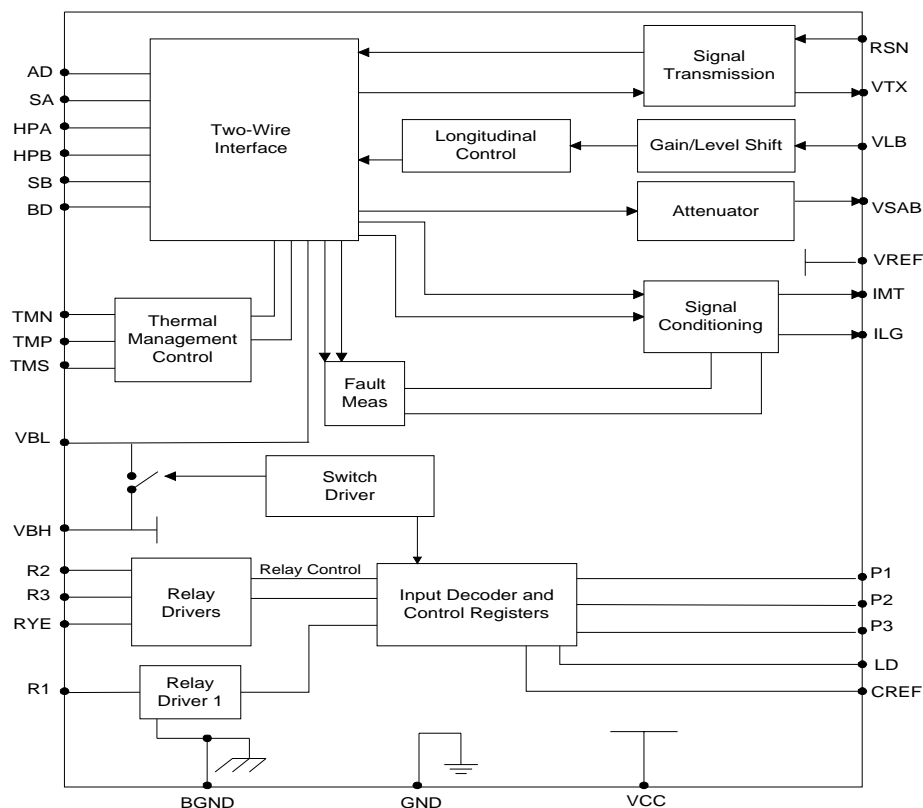 AD
SA
HPA
HPB
SB
BD
Two-Wire
Interface
Signal
Transmission
RSN
VTX
Longitudinal
Control
Gain/Level Shift
VLB
Attenuator
VSAB
VREF
TMN
TMP
TMS
Thermal
Management
Control
Signal
Conditioning
IMT
ILG
Fault
Meas
VBL
Switch
Driver
VBH
R2
R3
RYE
Relay
Drivers
Relay Control
Input Decoder and
Control Registers
P1
P2
P3
LD
CREF
R1
Relay
Driver 1
BGND
GND
VCC